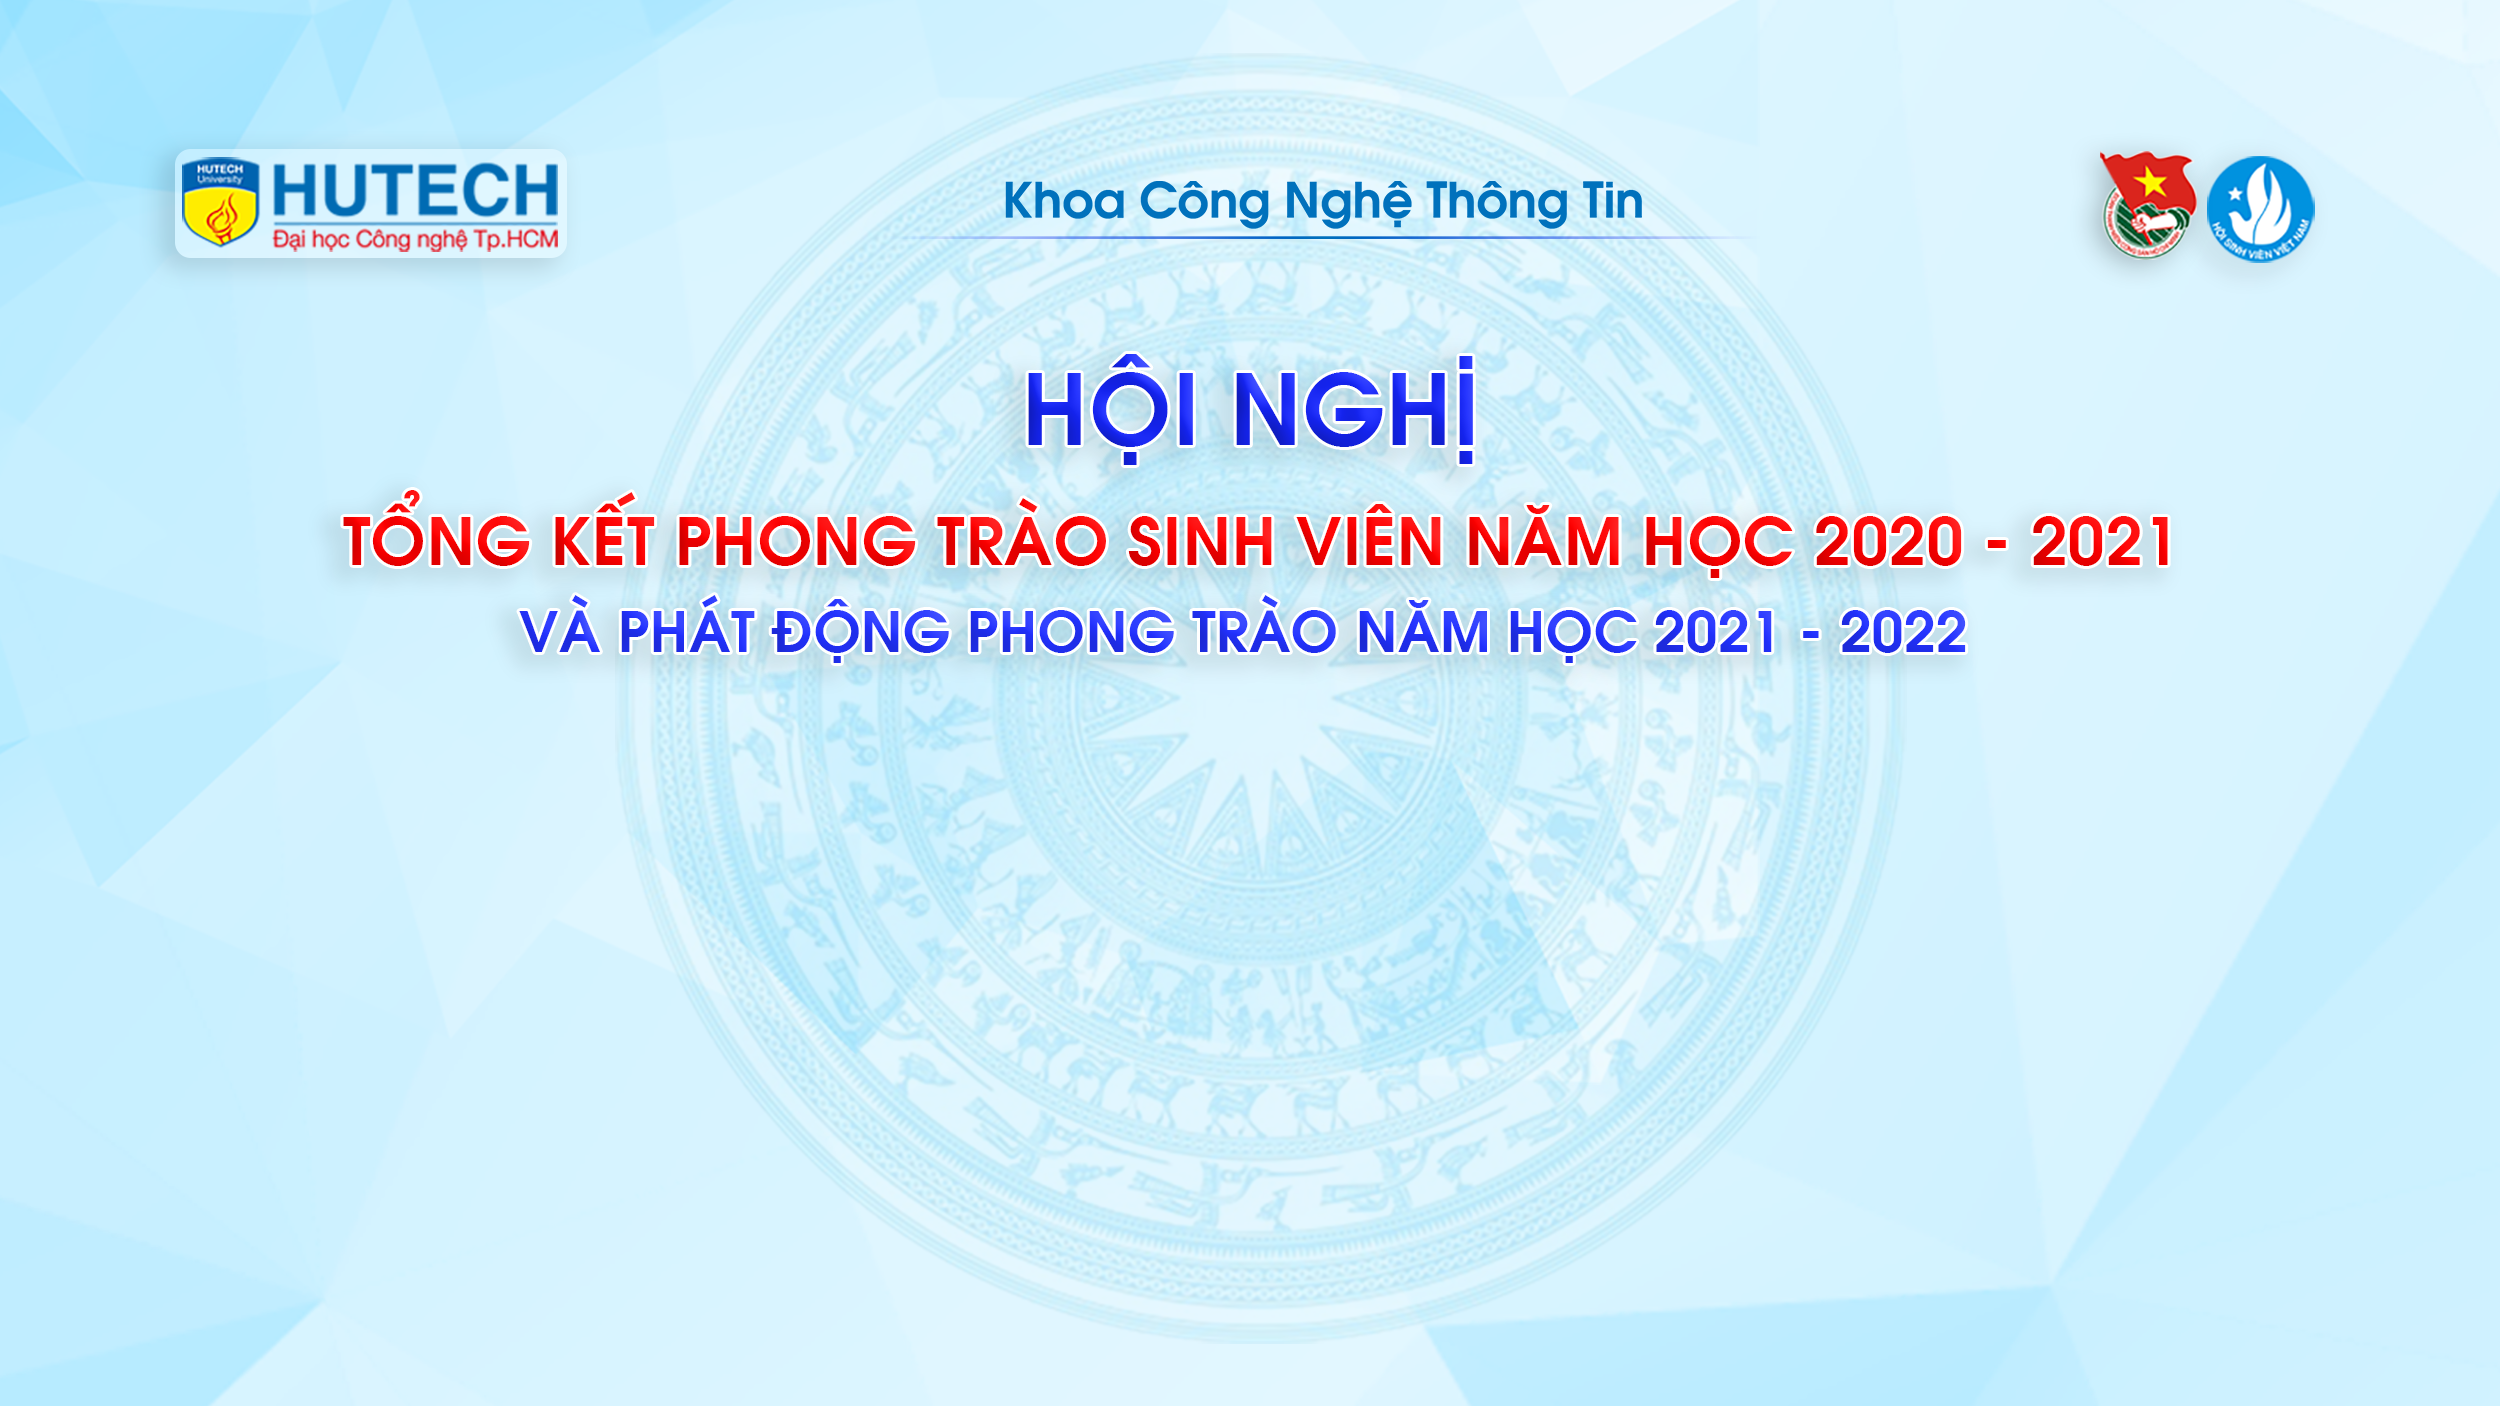 HUTECH
University
HUTECH
Đại học Công nghệ Tp.HCM
Khoa Công Nghệ Thông Tin
HỘI SINH VIÊN VIỆT NAM
HỘI NGHỊ
TỔNG KẾT PHONG TRÀO SINH VIÊN NĂM HỌC 2020 - 2021
VÀ PHÁT ĐỘNG PHONG TRÀO NĂM HỌC 2021 - 2022